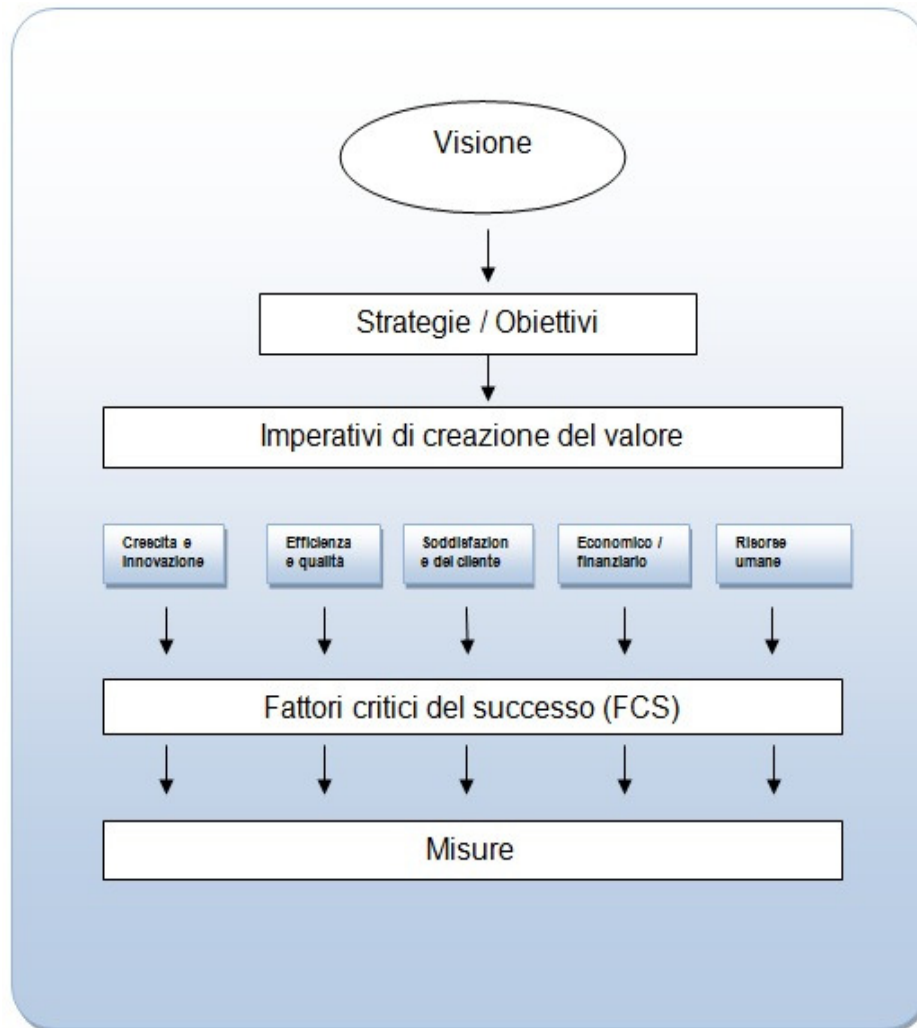 Visione
Strategie / Obiettivi
Imperativi di creazione del valore
Crescita e
innovazione
Efficienza
e qualità
Soddisfazion
e del cliente
Economico /
finanziario
Risorse
umane
Fattori critici del successo (FCS)
Misure